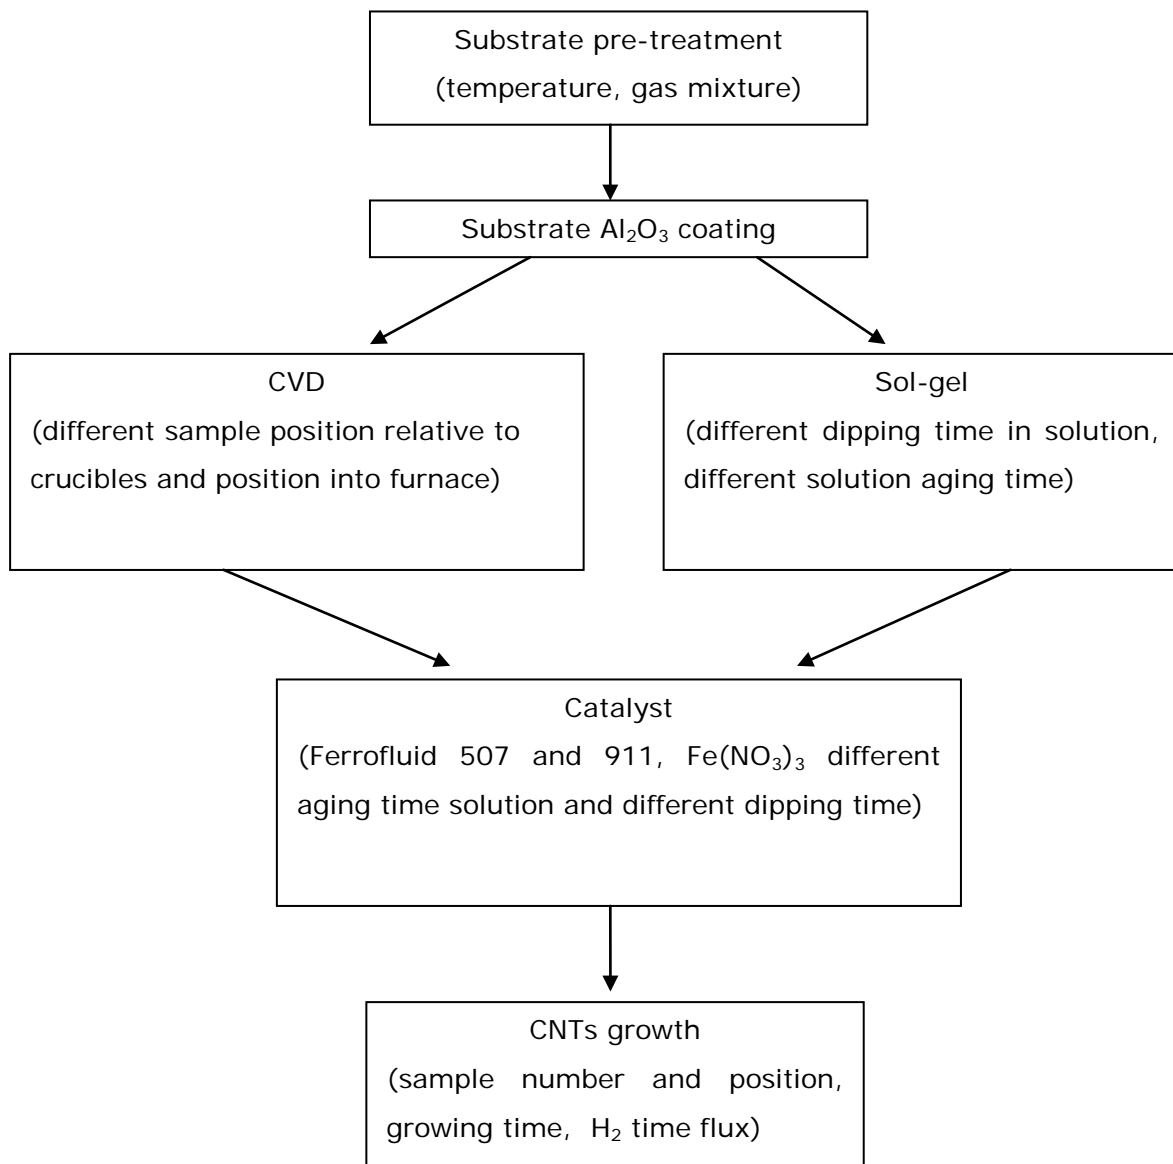 Substrate pre-treatment
(temperature, gas mixture)
Substrate Al₂O₃ coating
CVD
(different sample position relative to
crucibles and position into furnace)
Sol-gel
(different dipping time in solution,
different solution aging time)
Catalyst
(Ferrofluid 507 and 911, Fe(NO₃)₃ different
aging time solution and different dipping time)
CNTs growth
(sample number and position,
growing time, H₂ time flux)